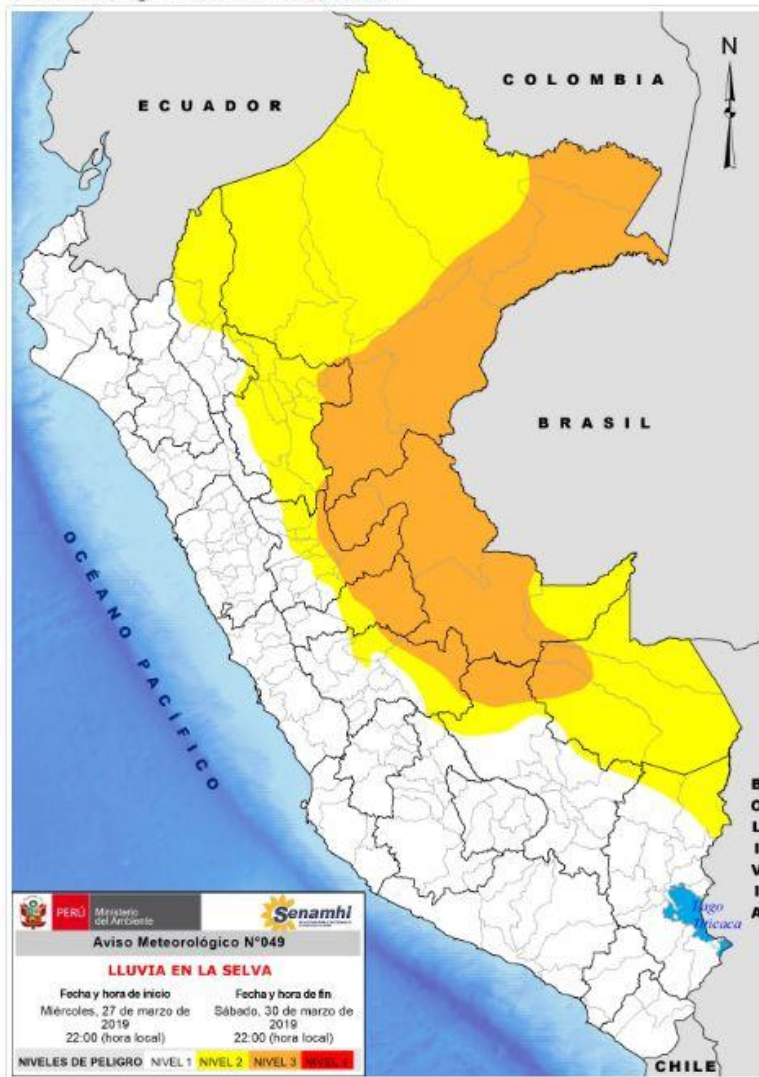 N
COLOMBIA
ECUADOR
BRASIL
OCÉANO PACÍFICO
BOLIVIA
Lago
Titicaca
PERÚ Ministerio
del Ambiente
Senamhi
Aviso Meteorológico N°049
LLUVIA EN LA SELVA
Fecha y hora de inicio Fecha y hora de fin
Miércoles, 27 de marzo de Sábado, 30 de marzo de
2019 2019
22:00 (hora local) 22:00 (hora local)
NIVELES DE PELIGRO NIVEL 1 NIVEL 2 NIVEL 3 NIVEL 4
CHILE